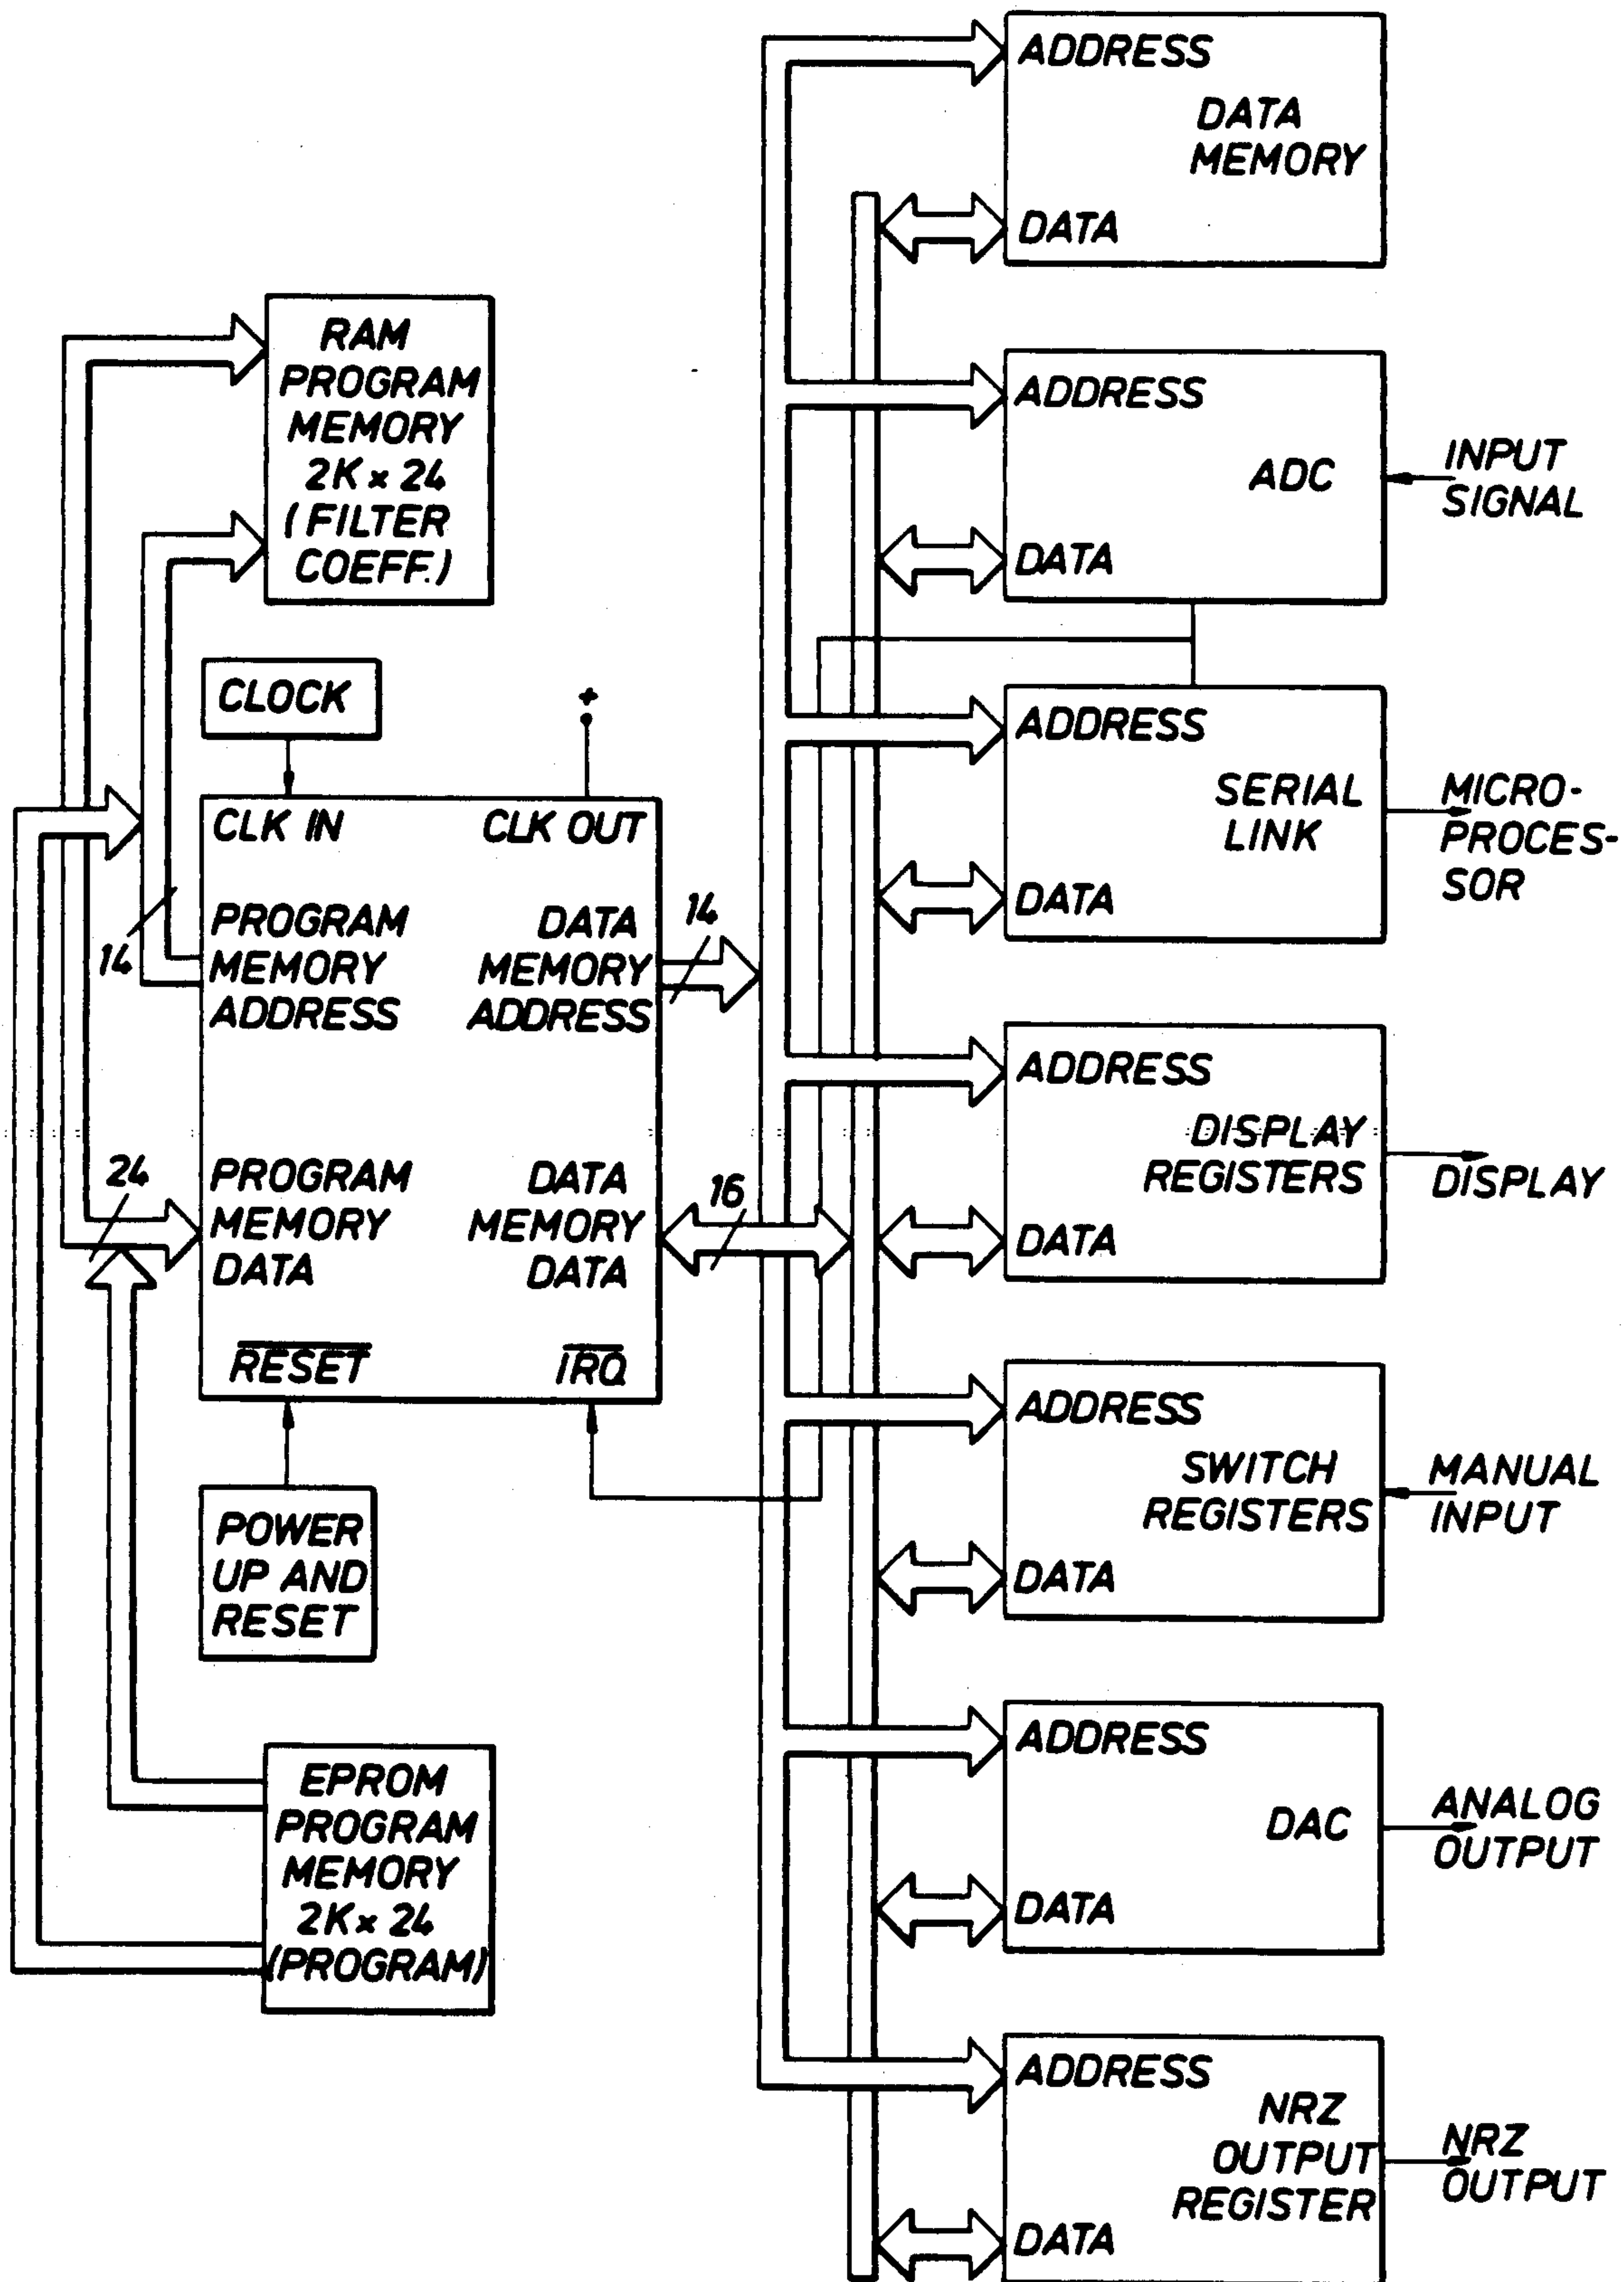 ADDRESS
DATA
MEMORY
DATA
RAM
PROGRAM
MEMORY
2K x 24
(FILTER
COEFF.)
ADDRESS
ADC
DATA
INPUT
SIGNAL
CLOCK
+
ADDRESS
SERIAL
LINK
DATA
MICRO-
PROCES-
SOR
CLK IN
CLK OUT
14
PROGRAM
MEMORY
ADDRESS
DATA
MEMORY
ADDRESS
14
24
PROGRAM
MEMORY
DATA
DATA
MEMORY
DATA
16
RESET
IRQ
ADDRESS
DISPLAY
REGISTERS
DATA
DISPLAY
POWER
UP AND
RESET
ADDRESS
SWITCH
REGISTERS
DATA
MANUAL
INPUT
EPROM
PROGRAM
MEMORY
2K x 24
(PROGRAM)
ADDRESS
DAC
DATA
ANALOG
OUTPUT
ADDRESS
NRZ
OUTPUT
REGISTER
DATA
NRZ
OUTPUT